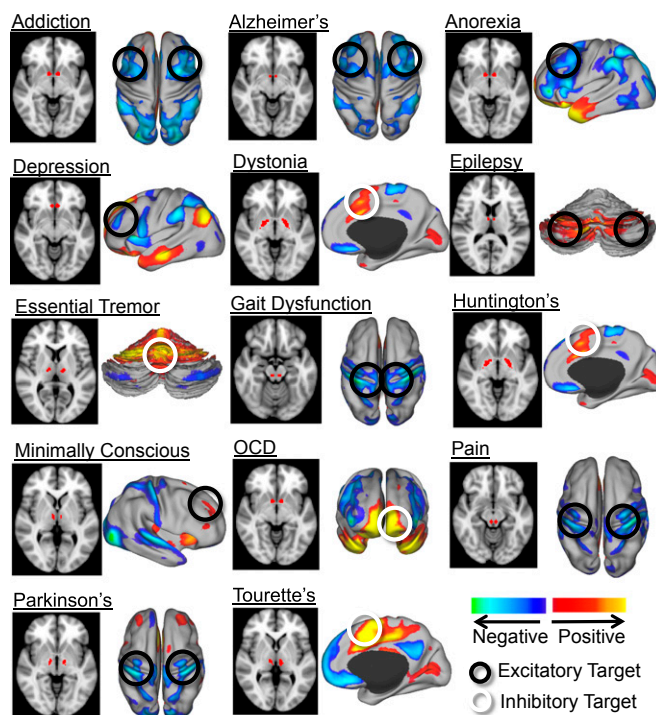 Addiction
Alzheimer's
Anorexia
Depression
Dystonia
Epilepsy
Essential Tremor
Gait Dysfunction
Huntington's
Minimally Conscious
OCD
Pain
Parkinson's
Tourette's
Negative Positive
Excitatory Target
Inhibitory Target